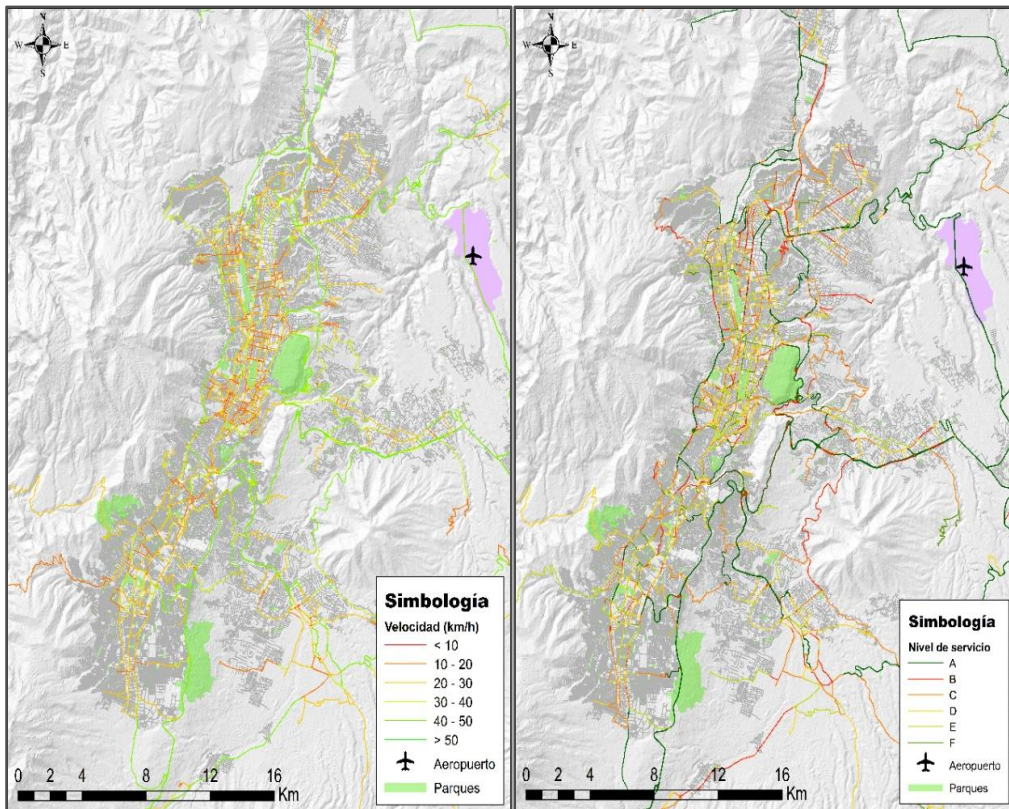 N
W E
S
Simbología
Velocidad (km/h)
< 10
10 - 20
20 - 30
30 - 40
40 - 50
> 50
Aeropuerto
Parques
0 2 4 8 12 16
Km
N
W E
S
Simbología
Nivel de servicio
A
B
C
D
E
F
Aeropuerto
Parques
0 2 4 8 12 16
Km